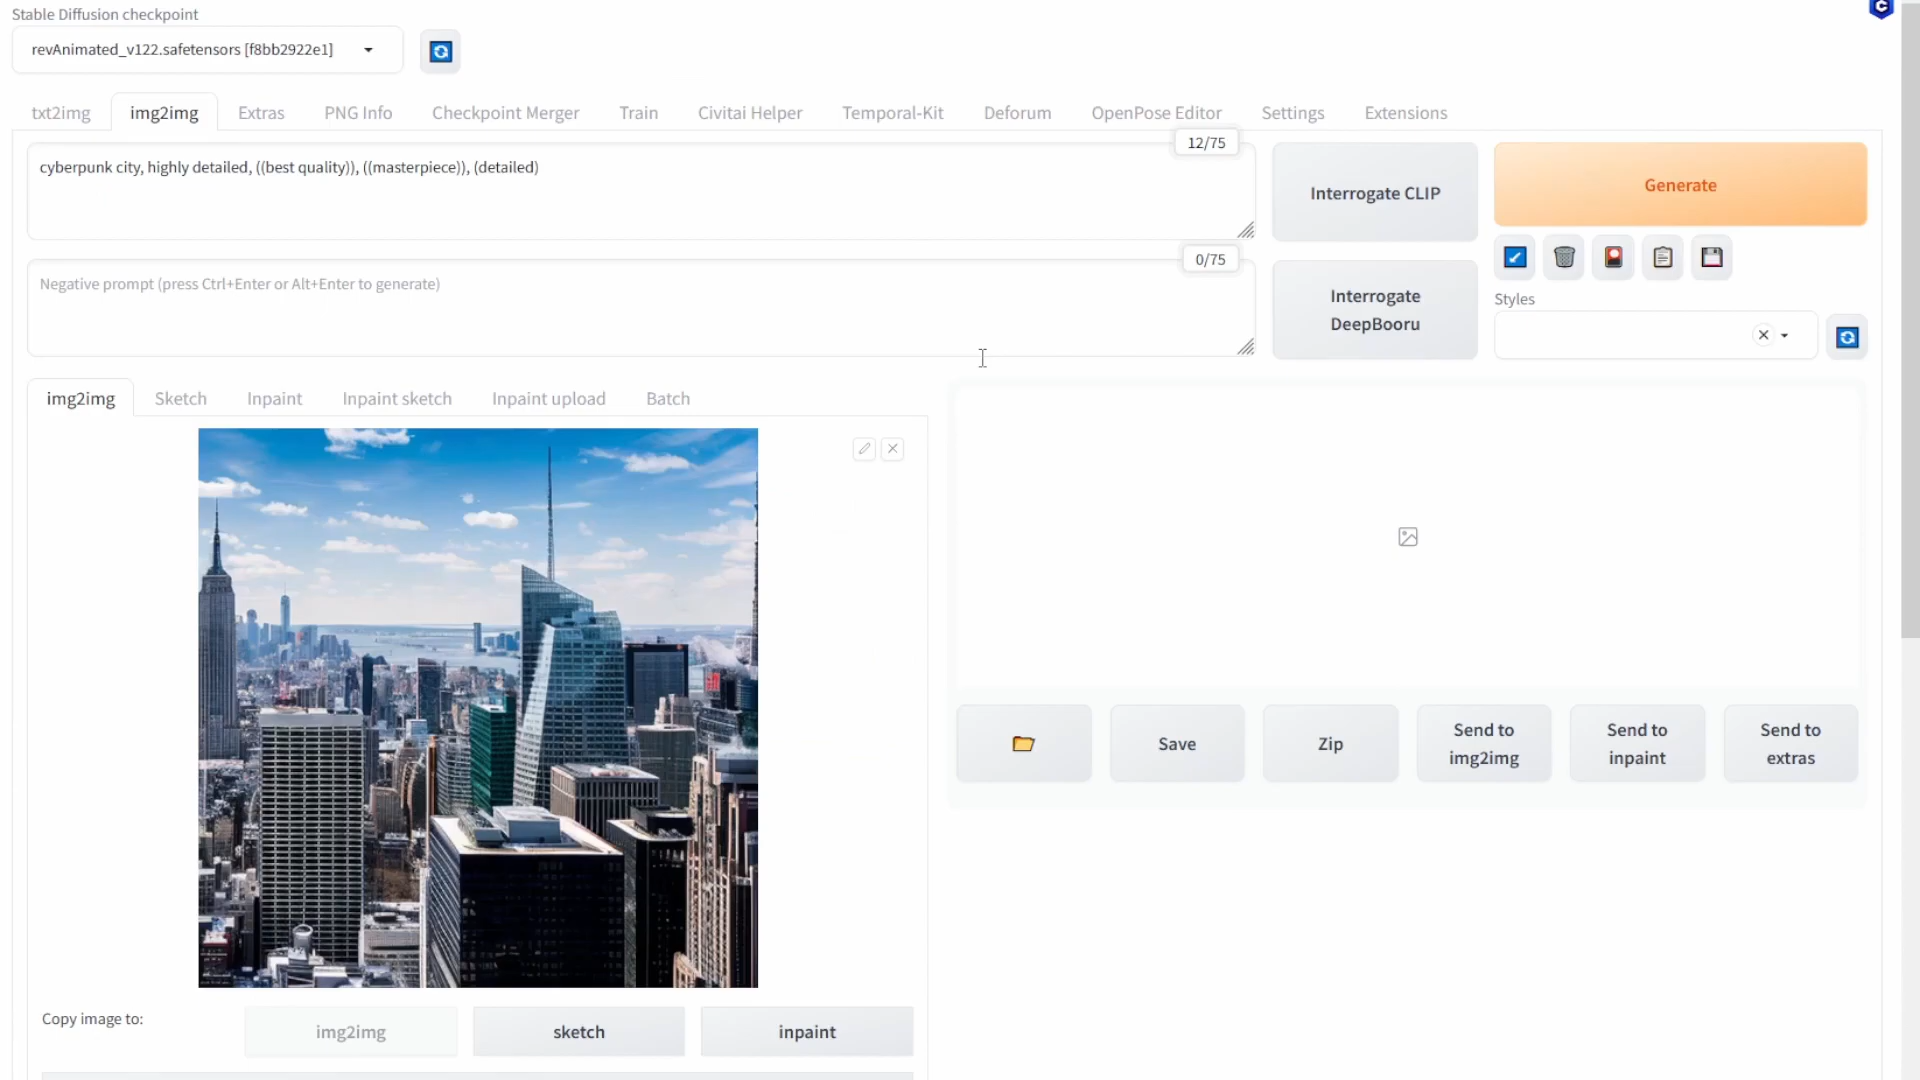 Stable Diffusion checkpoint
revAnimated_v122.safetensors [f8bb2922e1]
txt2img img2img Extras PNG Info Checkpoint Merger Train Civitai Helper Temporal-Kit Deforum OpenPose Editor Settings Extensions
12/75
cyberpunk city, highly detailed, ((best quality)), ((masterpiece)), (detailed)
Interrogate CLIP
Generate
0/75
Negative prompt (press Ctrl+Enter or Alt+Enter to generate)
Interrogate
DeepBooru
Styles
img2img Sketch Inpaint Inpaint sketch Inpaint upload Batch
Save
Zip
Send to
img2img
Send to
inpaint
Send to
extras
Copy image to:
img2img
sketch
inpaint
C